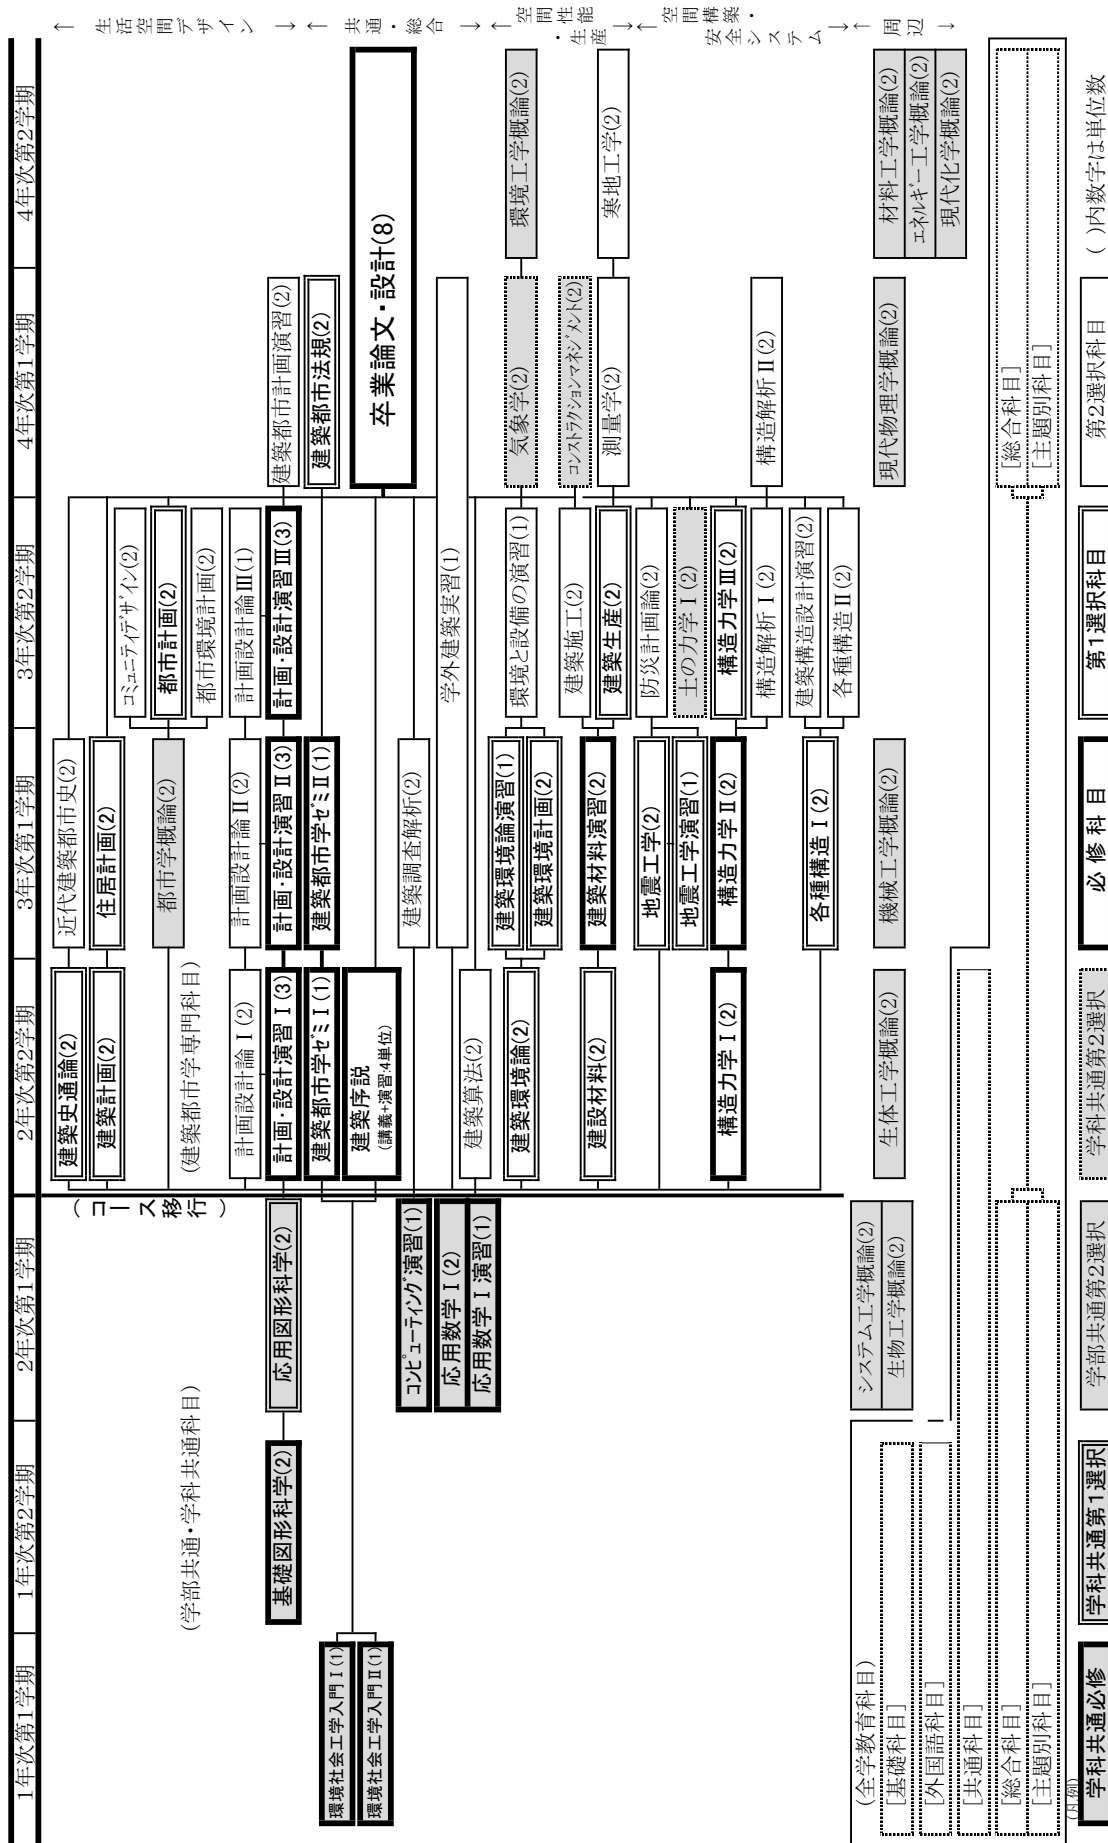 1年次第1学期
1年次第2学期
2年次第1学期
2年次第2学期
3年次第1学期
3年次第2学期
4年次第1学期
4年次第2学期
← 生活空間デザイン →
← 共通・総合 →
← 空間性能・生産 →
← 空間構築・安全システム →
← 周辺 →
(コース移行)
(学部共通・学科共通科目)
(建築都市学専門科目)
建築史通論(2)
近代建築都市史(2)
建築計画(2)
住居計画(2)
コミュニティデザイン(2)
都市学概論(2)
都市計画(2)
都市環境計画(2)
計画設計論Ⅰ(2)
計画設計論Ⅱ(2)
計画設計論Ⅲ(1)
基礎図形科学(2)
応用図形科学(2)
計画・設計演習Ⅰ(3)
計画・設計演習Ⅱ(3)
計画・設計演習Ⅲ(3)
建築都市計画演習(2)
環境社会工学入門Ⅰ(1)
環境社会工学入門Ⅱ(1)
建築都市学ゼミⅠ(1)
建築都市学ゼミⅡ(1)
建築都市法規(2)
建築序説
(講義+演習:4単位)
卒業論文・設計(8)
コンピューティング演習(1)
建築調査解析(2)
応用数学Ⅰ(2)
応用数学Ⅰ演習(1)
学外建築実習(1)
建築算法(2)
建築環境論(2)
建築環境論演習(1)
建築環境計画(2)
環境と設備の演習(1)
気象学(2)
環境工学概論(2)
建設材料(2)
建築材料演習(2)
建築施工(2)
建築生産(2)
コンストラクションマネジメント(2)
測量学(2)
寒地工学(2)
地震工学(2)
地震工学演習(1)
防災計画論(2)
土の力学Ⅰ(2)
構造力学Ⅰ(2)
構造力学Ⅱ(2)
構造力学Ⅲ(2)
構造解析Ⅰ(2)
構造解析Ⅱ(2)
各種構造Ⅰ(2)
建築構造設計演習(2)
各種構造Ⅱ(2)
システム工学概論(2)
生物工学概論(2)
生体工学概論(2)
機械工学概論(2)
現代物理学概論(2)
材料工学概論(2)
エネルギー工学概論(2)
現代化学概論(2)
(全学教育科目)
[基礎科目]
[外国語科目]
[共通科目]
[総合科目]
[主題別科目]
[総合科目]
[主題別科目]
(凡例)
学科共通必修
学科共通第1選択
学部共通第2選択
学科共通第2選択
必修科目
第1選択科目
第2選択科目
( )内数字は単位数